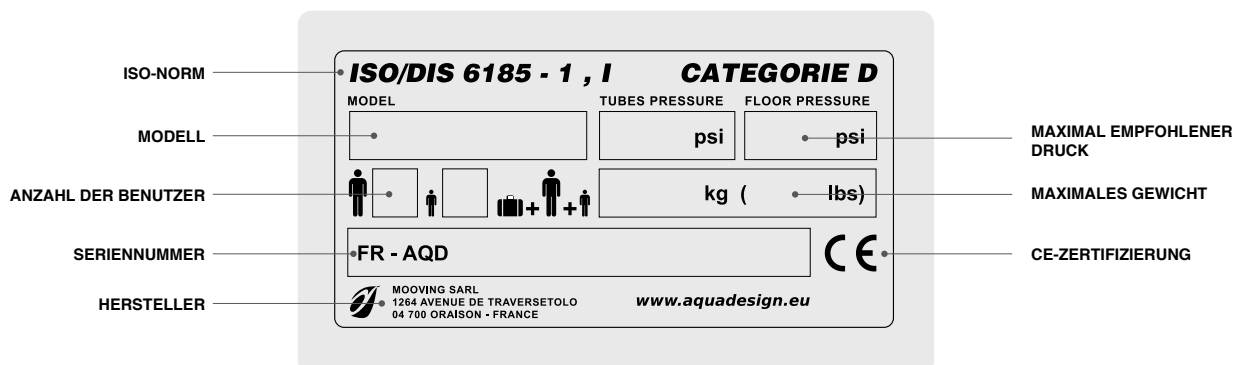 ISO-NORM
ISO/DIS 6185 - 1 , I CATEGORIE D
MODEL TUBES PRESSURE FLOOR PRESSURE
MODELL
psi psi
MAXIMAL EMPFOHLENER
DRUCK
ANZAHL DER BENUTZER
+ +
kg ( lbs)
MAXIMALES GEWICHT
SERIENNUMMER
FR - AQD
CE
CE-ZERTIFIZIERUNG
HERSTELLER
MOOVING SARL
1264 AVENUE DE TRAVERSETOLO
04 700 ORAISON - FRANCE
www.aquadesign.eu